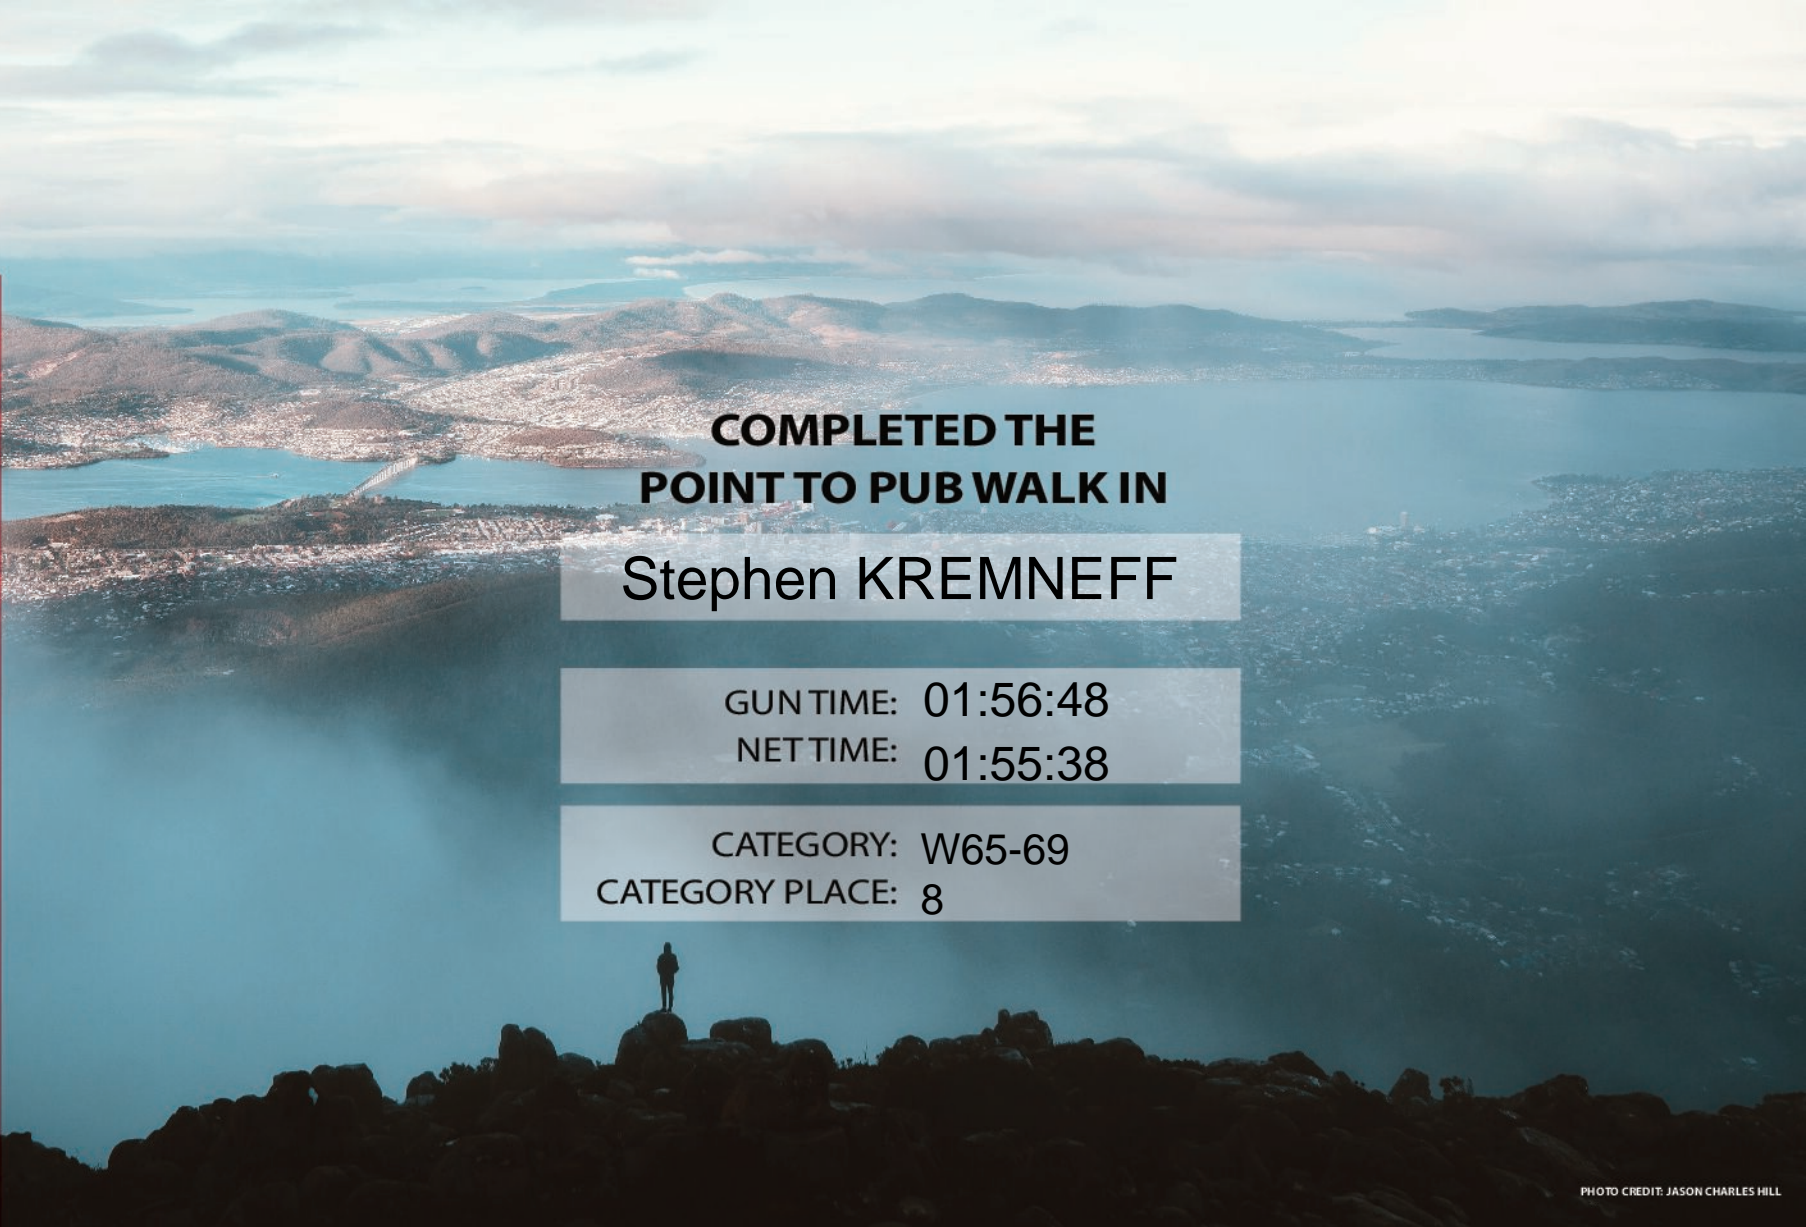 COMPLETED THE
POINT TO PUB WALK IN
Stephen KREMNEFF
GUN TIME: 01:56:48
NET TIME: 01:55:38
CATEGORY: W65-69
CATEGORY PLACE: 8
PHOTO CREDIT: JASON CHARLES HILL